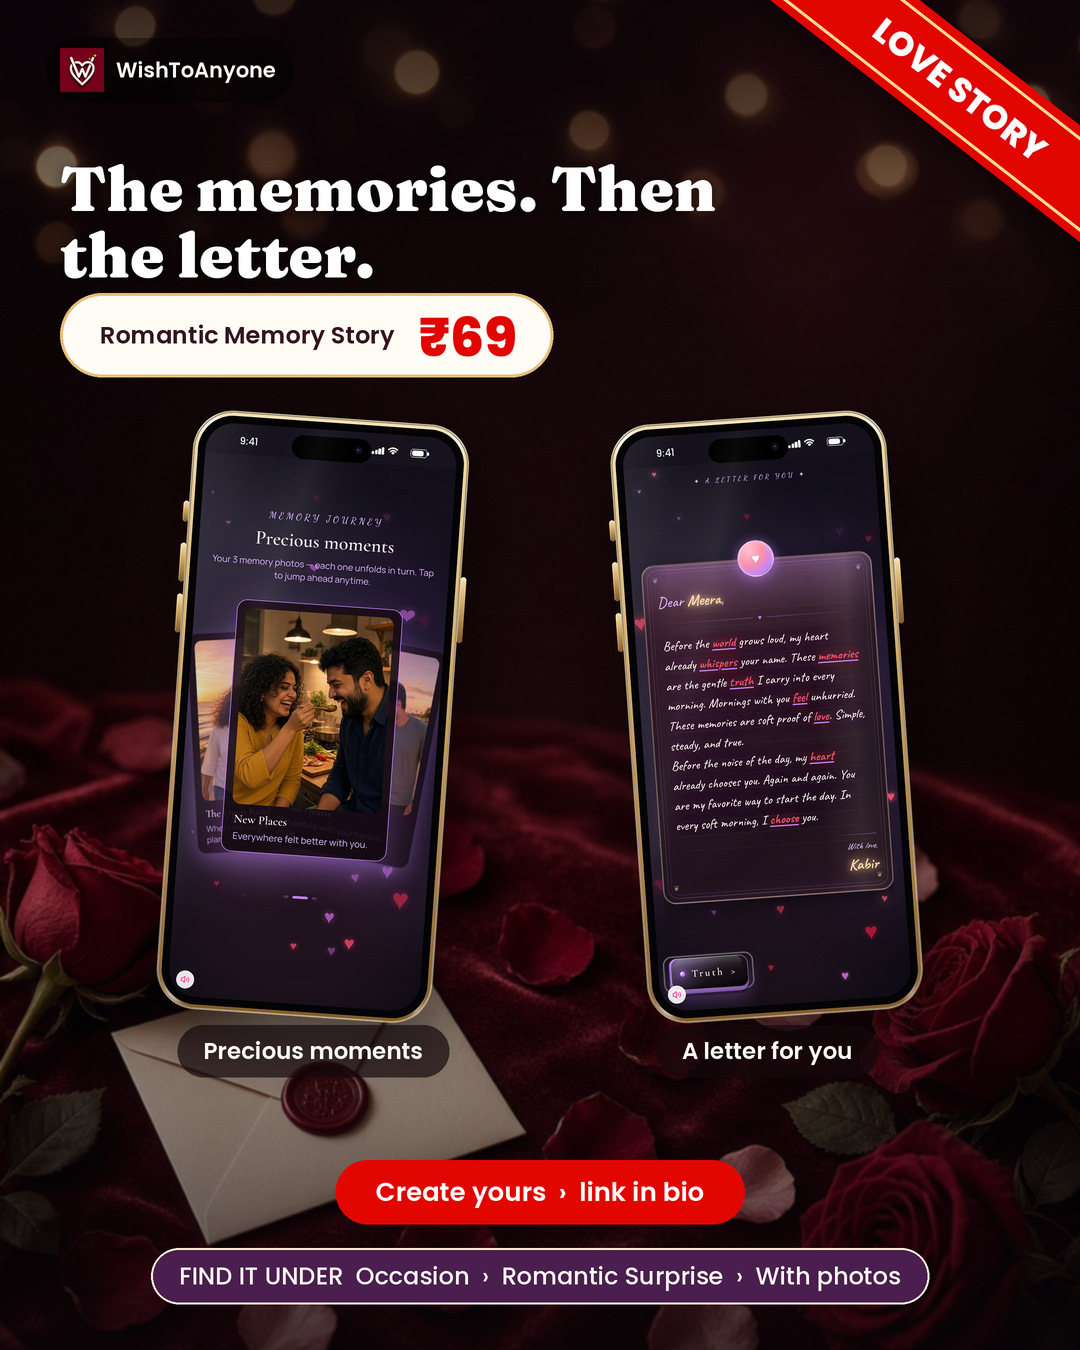 WishToAnyone
LOVE STORY
The memories. Then
the letter.
Romantic Memory Story ₹69
9:41
MEMORY JOURNEY
Precious moments
Your 3 memory photos — each one unfolds in turn. Tap
to jump ahead anytime.
The
Whe
plan
New Places
Everywhere felt better with you.
Precious moments
9:41
A LETTER FOR YOU
Dear Meera,
Before the world grows loud, my heart
already whispers your name. These memories
are the gentle truth I carry into every
morning. Mornings with you feel unhurried.
These memories are soft proof of love. Simple,
steady, and true.
Before the noise of the day, my heart
already chooses you. Again and again. You
are my favorite way to start the day. In
every soft morning, I choose you.
With love,
Kabir
Truth >
A letter for you
Create yours › link in bio
FIND IT UNDER Occasion › Romantic Surprise › With photos